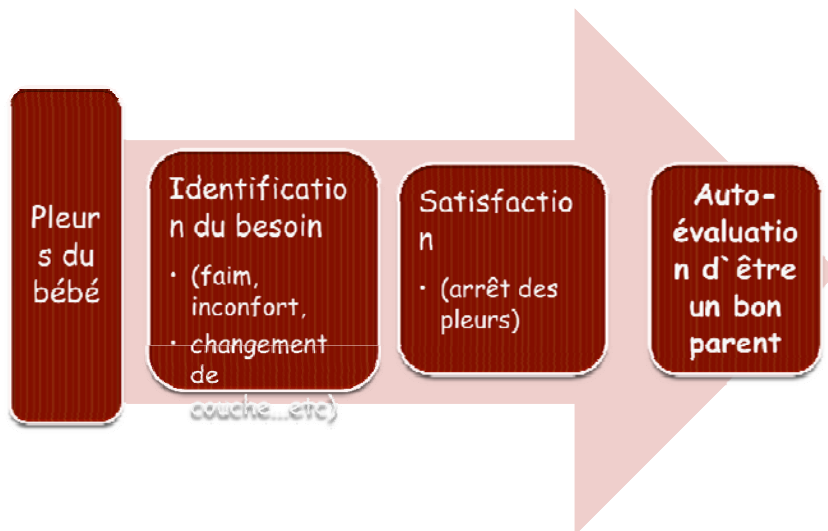 Pleur
s du
bébé
Identificatio
n du besoin
• (faim,
inconfort,
• changement
de
couche...etc)
Satisfactio
n
• (arrêt des
pleurs)
Auto-
évaluatio
n d`être
un bon
parent